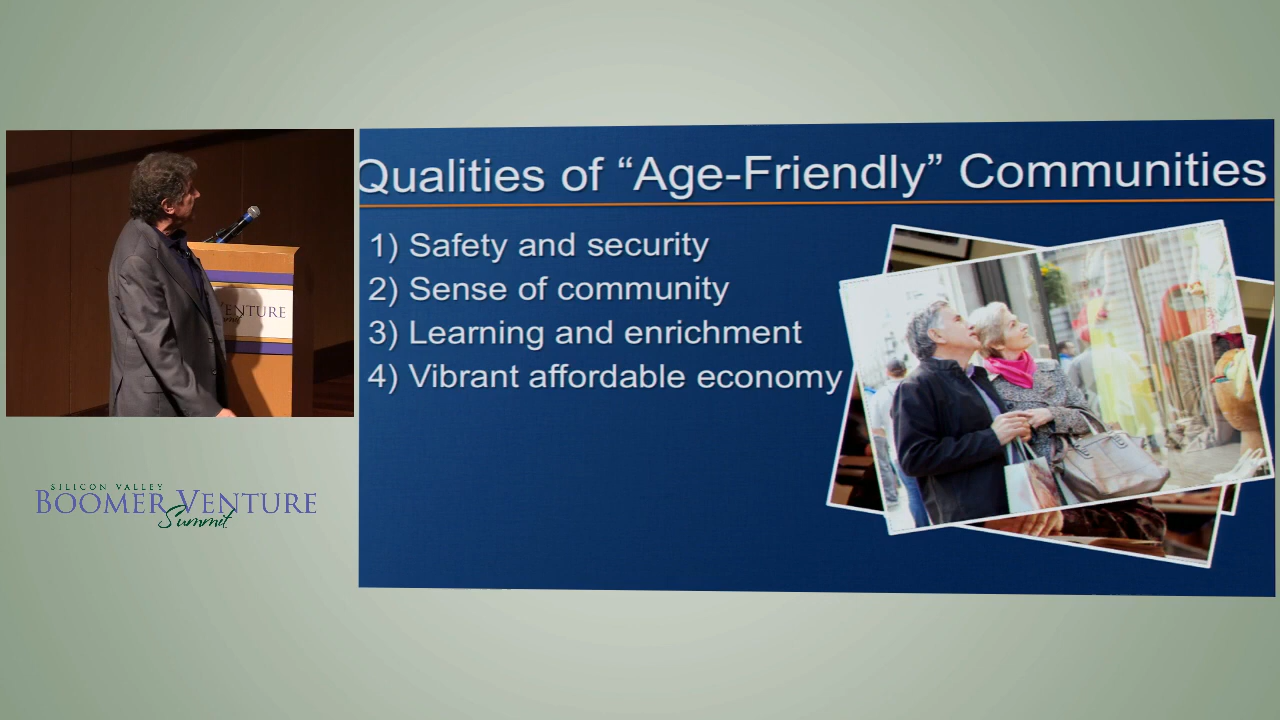 Qualities of “Age-Friendly” Communities
1) Safety and security
2) Sense of community
3) Learning and enrichment
4) Vibrant affordable economy
VENTURE
SILICON VALLEY
BOOMER VENTURE
Summit